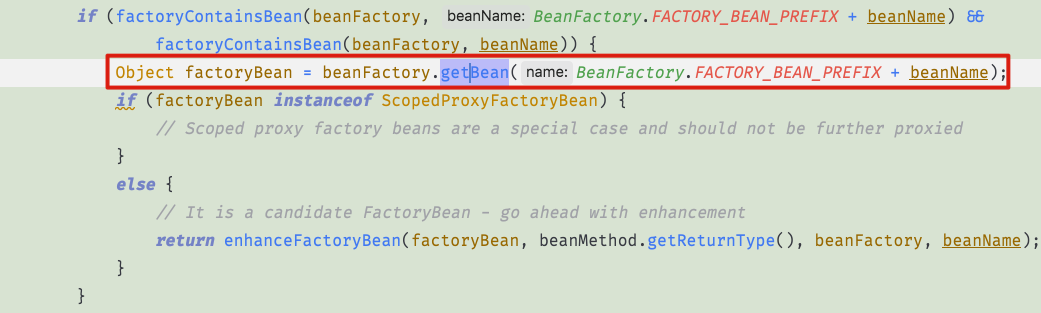 if (factoryContainsBean(beanFactory, beanName: BeanFactory.FACTORY_BEAN_PREFIX + beanName) &&
factoryContainsBean(beanFactory, beanName)) {
Object factoryBean = beanFactory.getBean( name: BeanFactory.FACTORY_BEAN_PREFIX + beanName);
if (factoryBean instanceof ScopedProxyFactoryBean) {
// Scoped proxy factory beans are a special case and should not be further proxied
}
else {
// It is a candidate FactoryBean - go ahead with enhancement
return enhanceFactoryBean(factoryBean, beanMethod.getReturnType(), beanFactory, beanName);
}
}